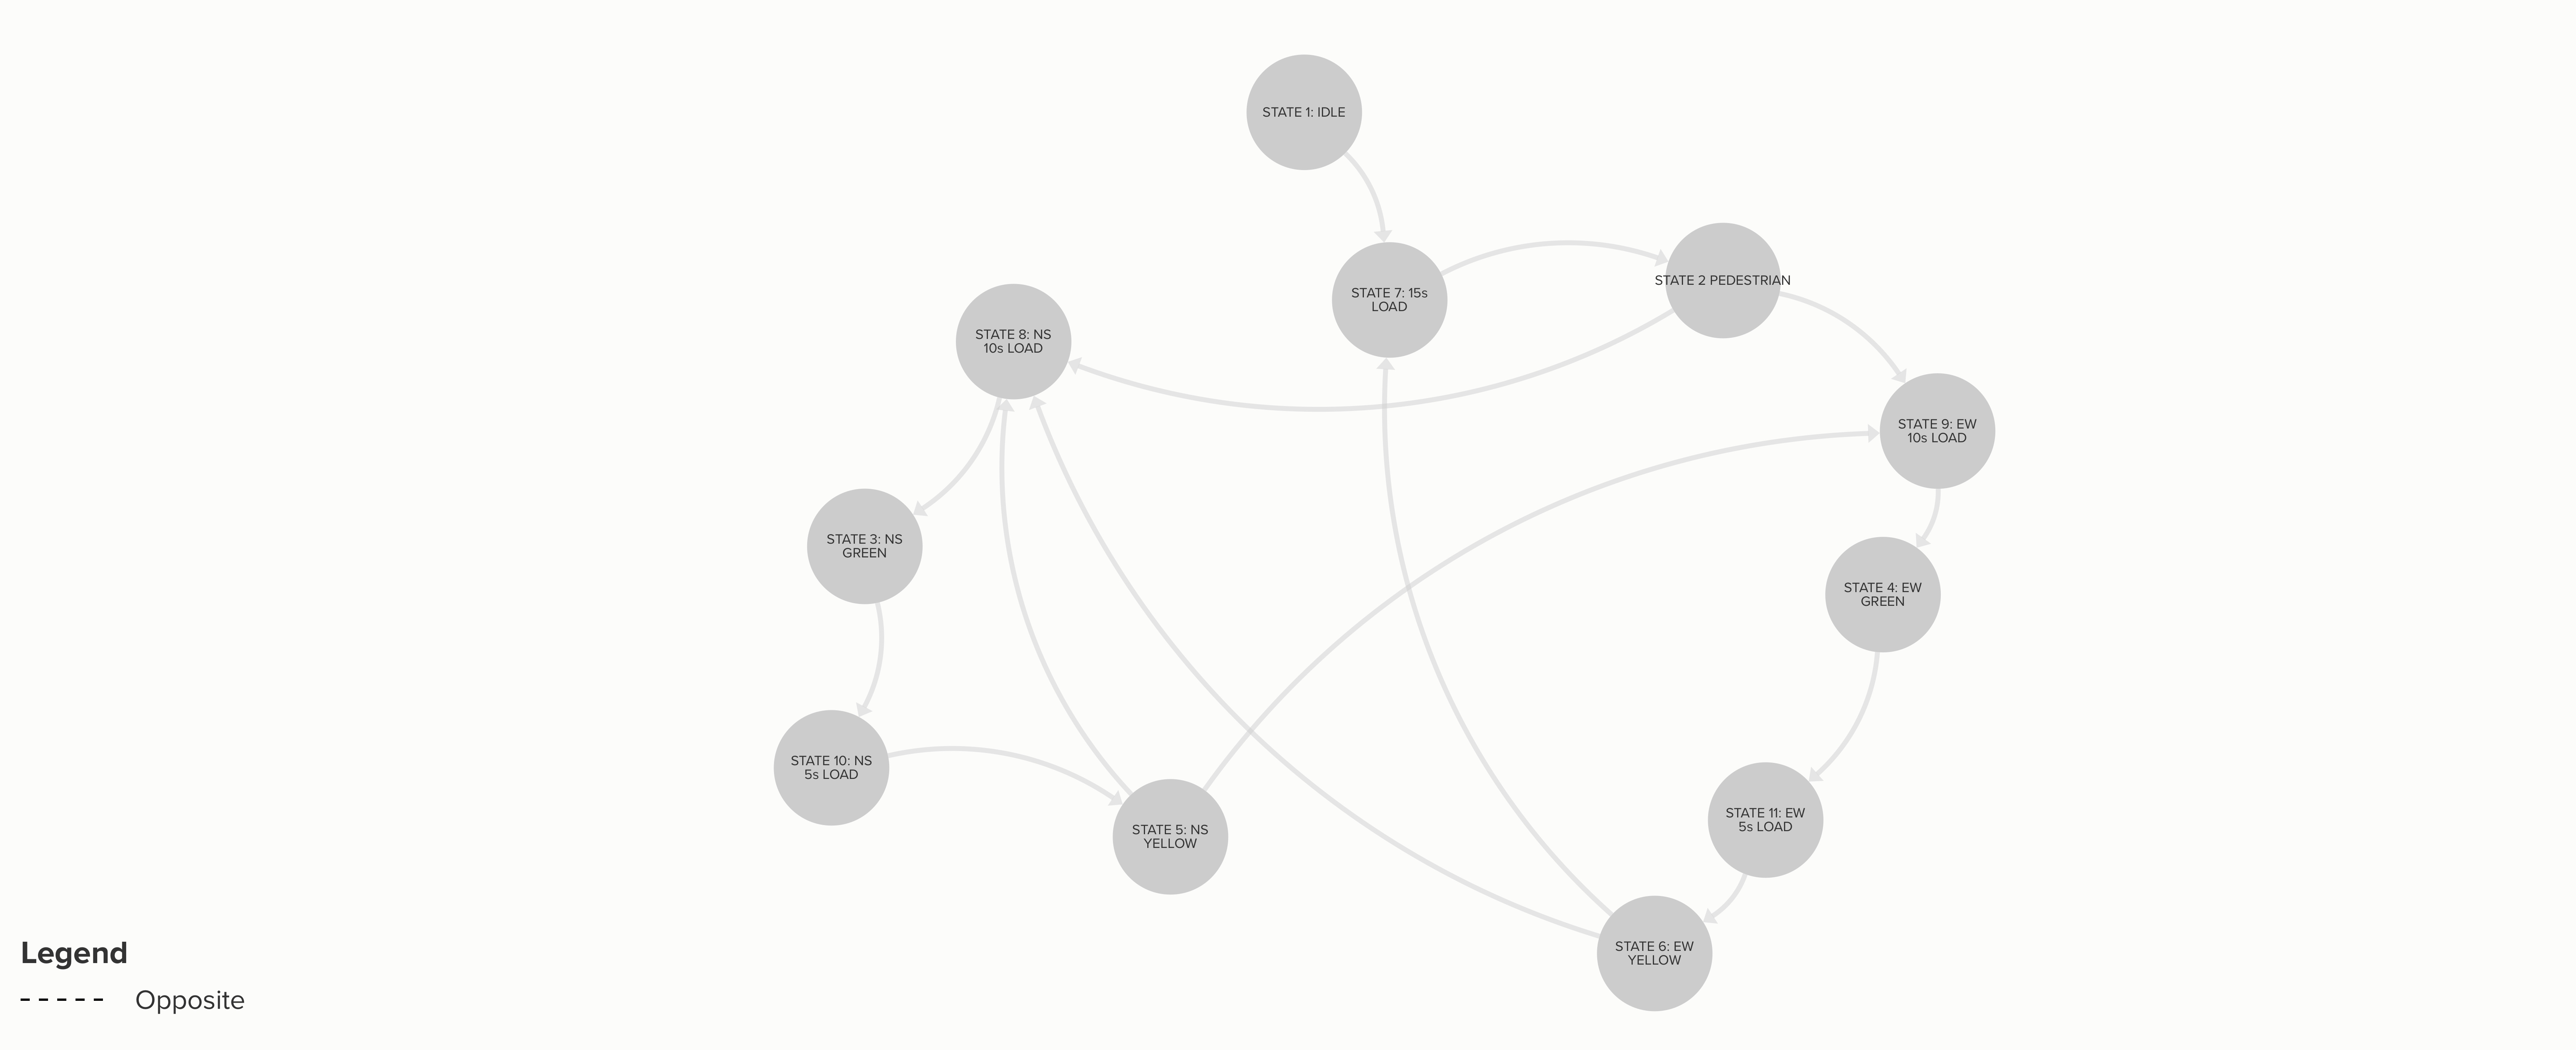 STATE 1: IDLE
STATE 2 PEDESTRIAN
STATE 7: 15s
LOAD
STATE 8: NS
10s LOAD
STATE 9: EW
10s LOAD
STATE 3: NS
GREEN
STATE 4: EW
GREEN
STATE 10: NS
5s LOAD
STATE 11: EW
5s LOAD
STATE 5: NS
YELLOW
STATE 6: EW
YELLOW
Legend
Opposite